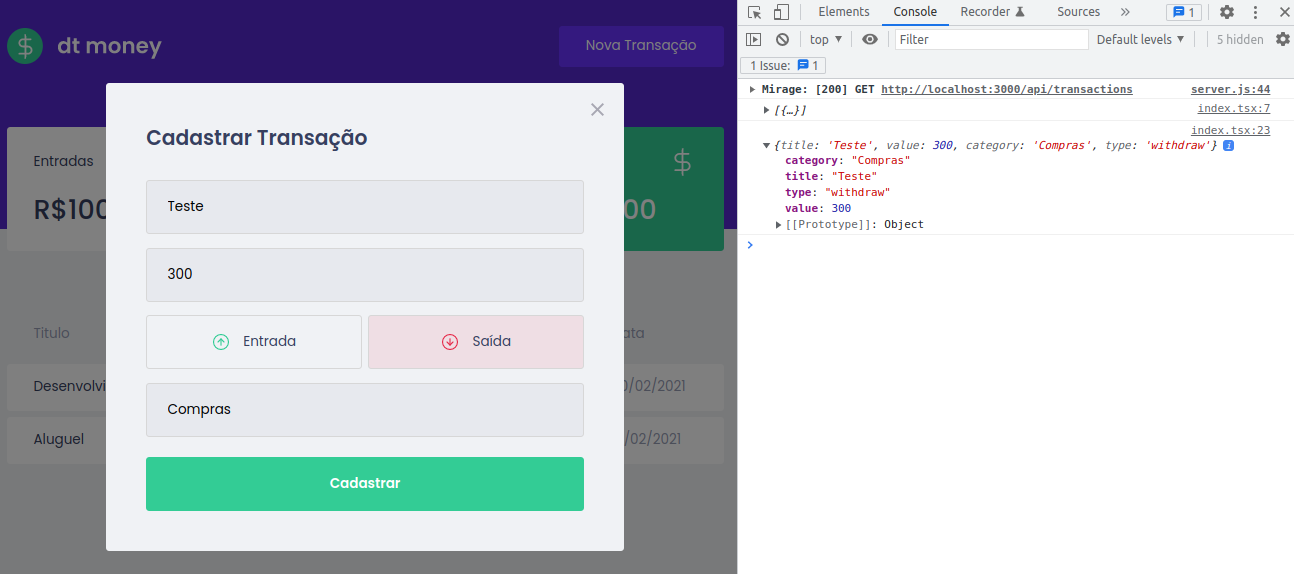 dt money
Nova Transação
Cadastrar Transação
Entradas
R$100
00
Teste
300
Entrada
Saída
Título
ata
Compras
Desenvolvi
0/02/2021
Aluguel
/02/2021
Cadastrar
Elements
Console
Recorder
Sources
1
top
Filter
Default levels
5 hidden
1 Issue: 1
Mirage: [200] GET http://localhost:3000/api/transactions server.js:44
[{…}] index.tsx:7
index.tsx:23
{title: 'Teste', value: 300, category: 'Compras', type: 'withdraw'} i
category: "Compras"
title: "Teste"
type: "withdraw"
value: 300
[[Prototype]]: Object